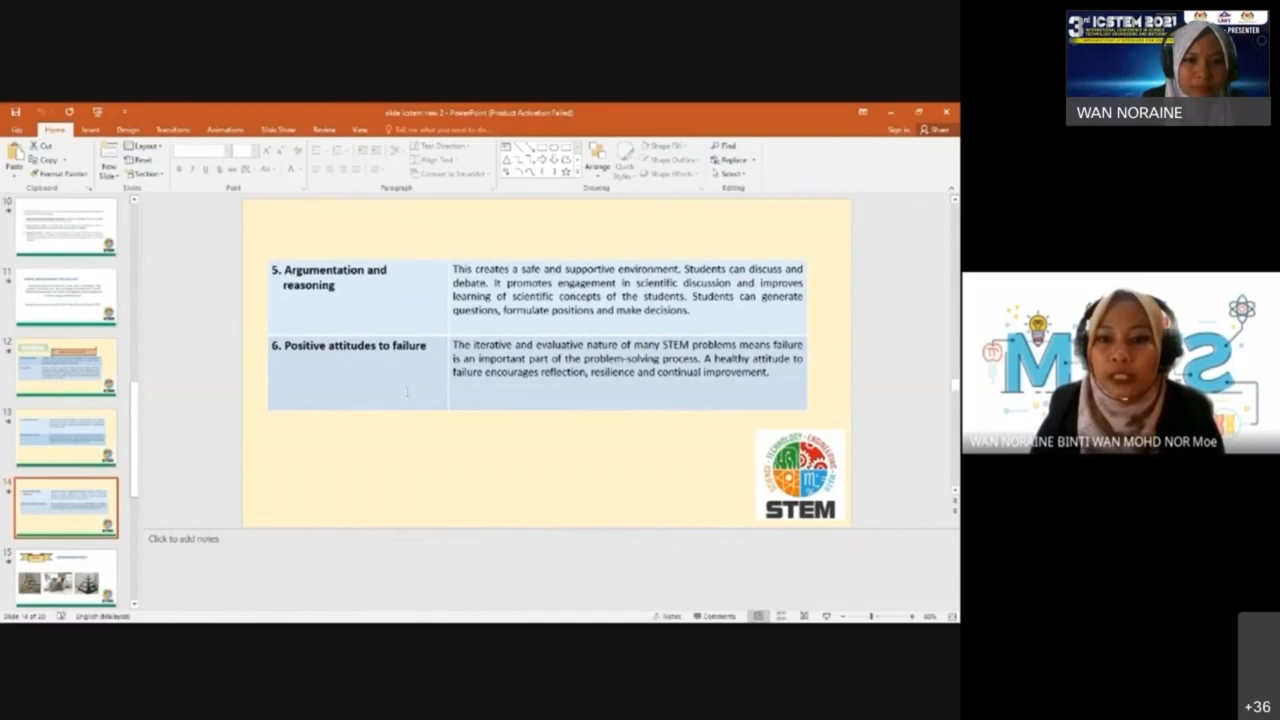 slide icstem new 2 - PowerPoint (Product Activation Failed)
File Home Insert Design Transitions Animations Slide Show Review View Tell me what you want to do... Sign in Share
Paste
Cut
Copy
Format Painter
Clipboard
New Slide
Layout
Reset
Section
Slides
Font
Text Direction
Align Text
Convert to SmartArt
Paragraph
Arrange
Quick Styles
Shape Fill
Shape Outline
Shape Effects
Drawing
Find
Replace
Select
Editing
10
11
12
13
14
15
5. Argumentation and
reasoning
This creates a safe and supportive environment. Students can discuss and
debate. It promotes engagement in scientific discussion and improves
learning of scientific concepts of the students. Students can generate
questions, formulate positions and make decisions.
6. Positive attitudes to failure
The iterative and evaluative nature of many STEM problems means failure
is an important part of the problem-solving process. A healthy attitude to
failure encourages reflection, resilience and continual improvement.
SCIENCE · TECHNOLOGY · ENGINEERING · MATH
STEM
Click to add notes
Slide 14 of 20 English (Malaysia) Notes Comments 60%
3rd ICSTEM 2021
INTERNATIONAL CONFERENCE IN SCIENCE
- PRESENTER
WAN NORAINE
M S
WAN NORAINE BINTI WAN MOHD NOR Moe
+36